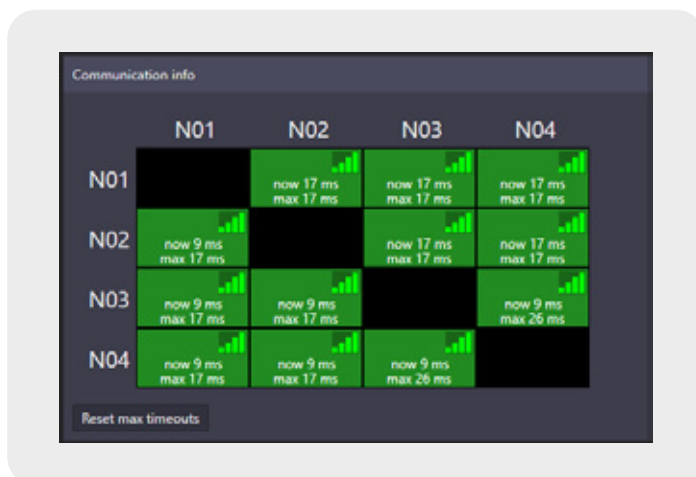 Communication info
N01 N02 N03 N04
N01 now 17 ms now 17 ms now 17 ms
max 17 ms max 17 ms max 17 ms
N02 now 9 ms now 17 ms now 17 ms
max 17 ms max 17 ms max 17 ms
N03 now 9 ms now 9 ms now 9 ms
max 17 ms max 17 ms max 26 ms
N04 now 9 ms now 9 ms now 9 ms
max 17 ms max 17 ms max 26 ms
Reset max timeouts